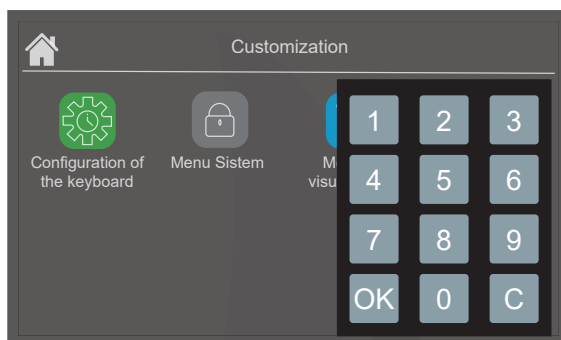 Customization
Configuration of
the keyboard
Menu Sistem
1 2 3
4 5 6
7 8 9
OK 0 C